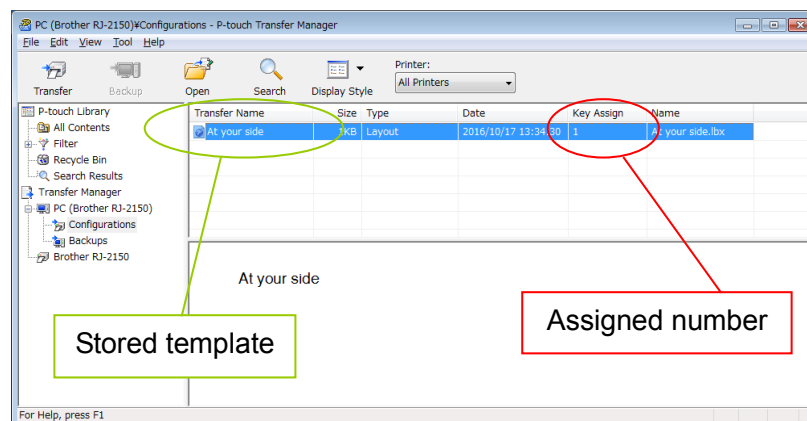 PC (Brother RJ-2150)¥Configurations - P-touch Transfer Manager
File Edit View Tool Help
Transfer Backup Open Search Display Style Printer: All Printers
P-touch Library
All Contents
Filter
Recycle Bin
Search Results
Transfer Manager
PC (Brother RJ-2150)
Configurations
Backups
Brother RJ-2150
Transfer Name Size Type Date Key Assign Name
At your side 1KB Layout 2016/10/17 13:34:30 1 At your side.lbx
At your side
Stored template
Assigned number
For Help, press F1